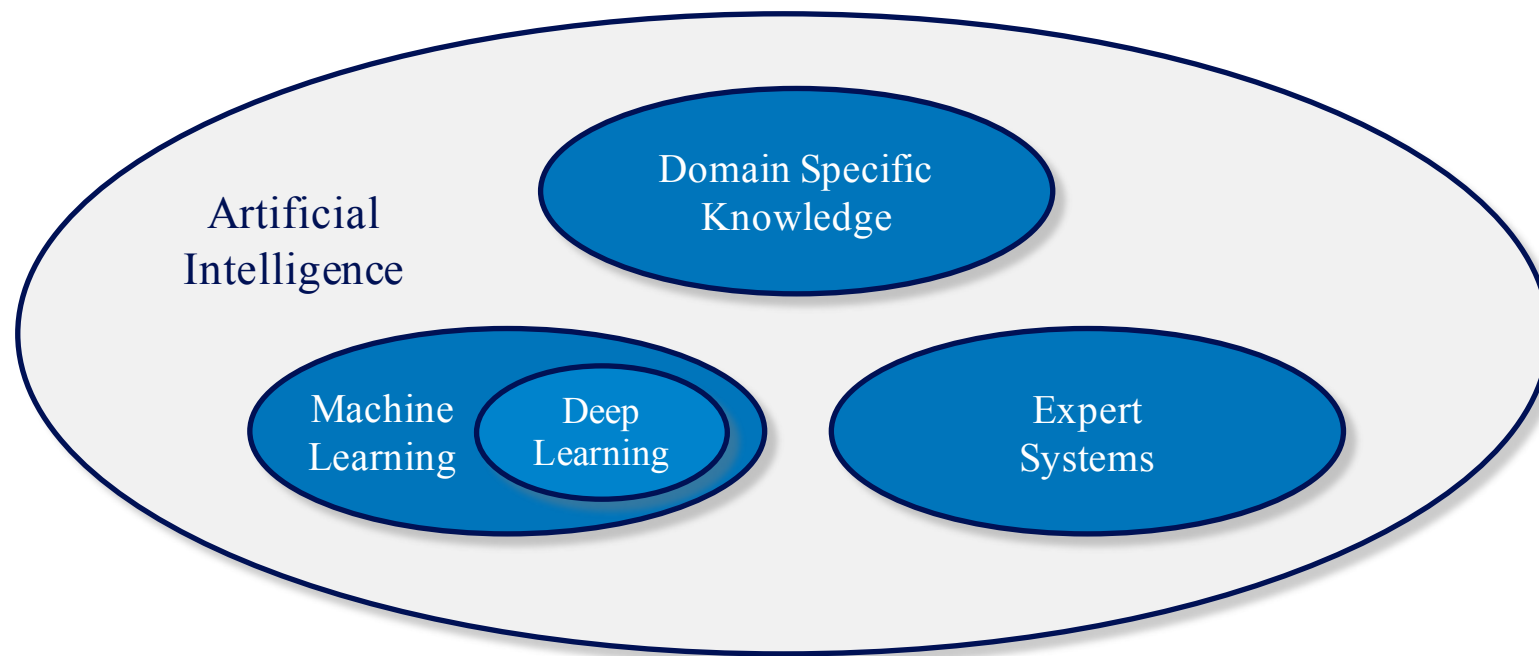 Domain Specific
Knowledge
Artificial
Intelligence
Machine
Learning
Deep
Learning
Expert
Systems